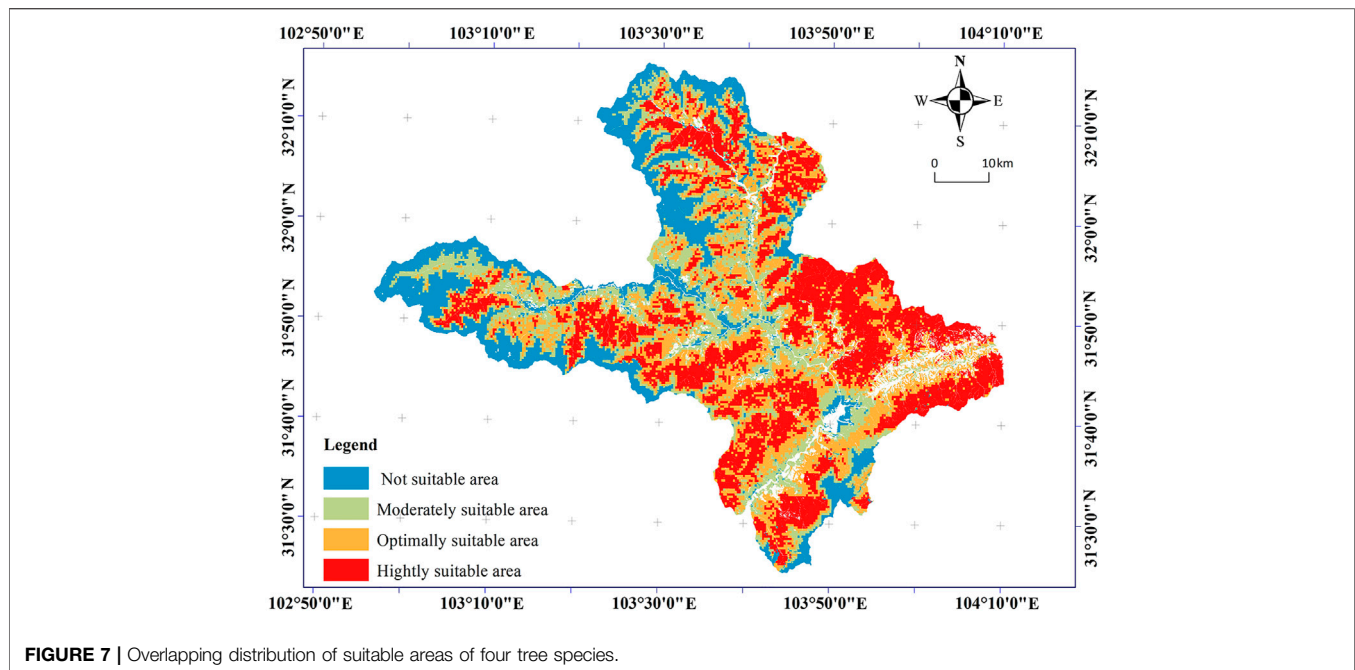 102°50'0"E 103°10'0"E 103°30'0"E 103°50'0"E 104°10'0"E
N
W E
S
0 10km
32°10'0"N
32°0'0"N
31°50'0"N
31°40'0"N
31°30'0"N
32°10'0"N
32°0'0"N
31°50'0"N
31°40'0"N
31°30'0"N
Legend
Not suitable area
Moderately suitable area
Optimally suitable area
Hightly suitable area
102°50'0"E 103°10'0"E 103°30'0"E 103°50'0"E 104°10'0"E
FIGURE 7 | Overlapping distribution of suitable areas of four tree species.